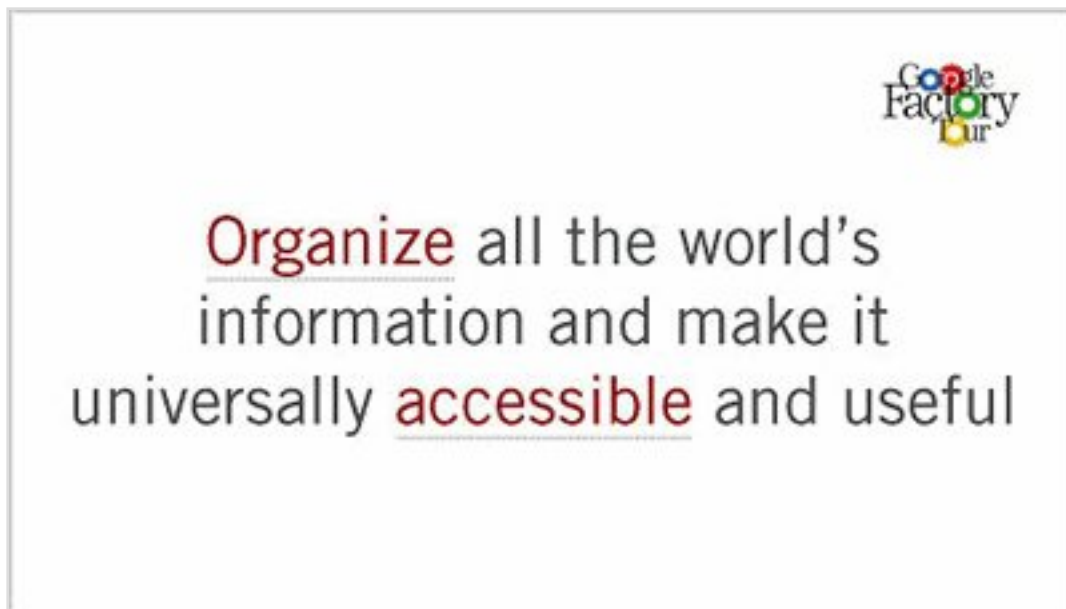 Google
Factory
Tour
Organize all the world's
information and make it
universally accessible and useful